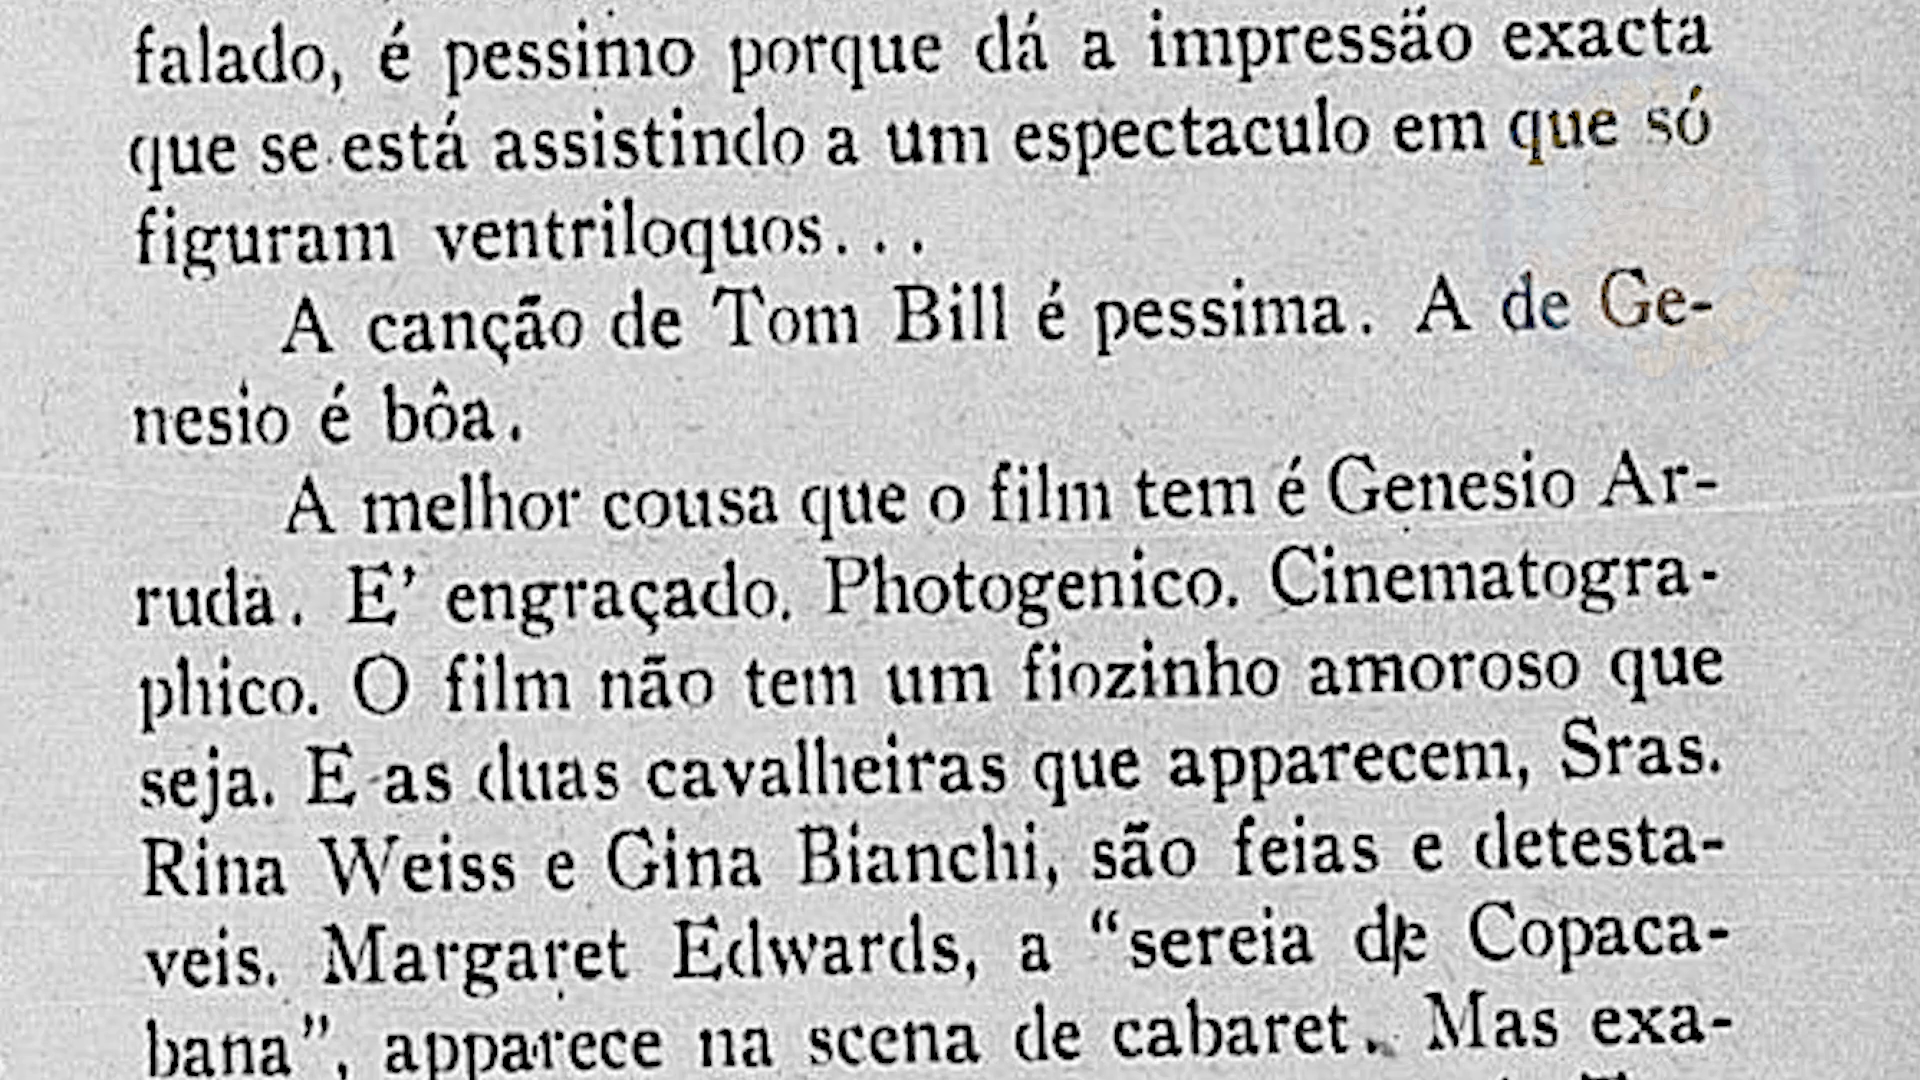 falado, é pessimo porque dá a impressão exacta
que se está assistindo a um espectaculo em que só
figuram ventriloquos...
A canção de Tom Bill é pessima. A de Ge-
nesio é bôa.
A melhor cousa que o film tem é Genesio Ar-
ruda. E' engraçado. Photogenico. Cinematogra-
phico. O film não tem um fiozinho amoroso que
seja. E as duas cavalheiras que apparecem, Sras.
Rina Weiss e Gina Bianchi, são feias e detesta-
veis. Margaret Edwards, a “sereia de Copaca-
bana”, apparece na scena de cabaret. Mas exa-